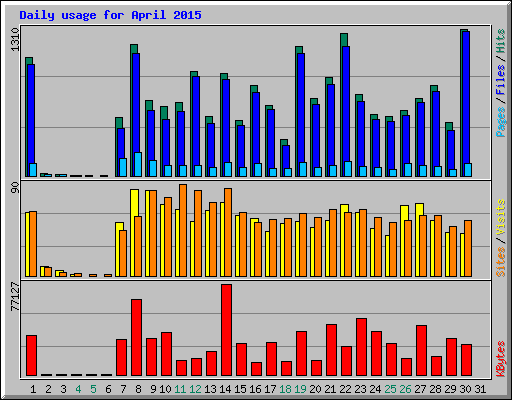 Daily usage for April 2015
1310
Pages / Files / Hits
90
Sites / Visits
77127
KBytes
1 2 3 4 5 6 7 8 9 10 11 12 13 14 15 16 17 18 19 20 21 22 23 24 25 26 27 28 29 30 31